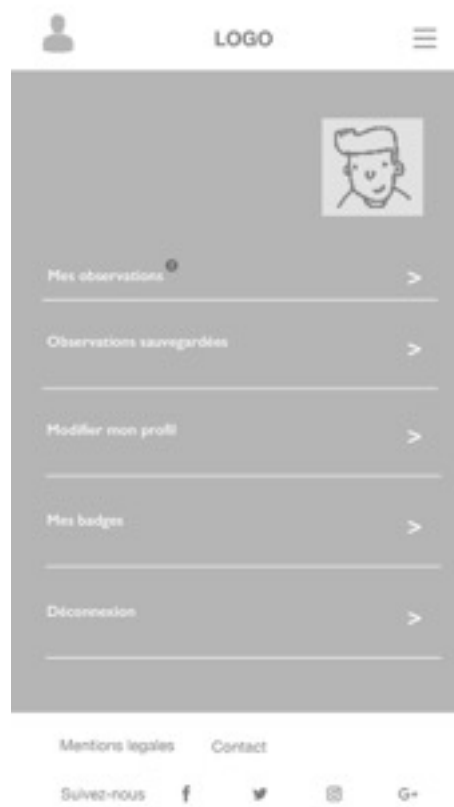 LOGO
Mes observations
>
Observations sauvegardées
>
Modifier mon profil
>
Mes badges
>
Déconnexion
>
Mentions legales Contact
Suivez-nous f G+